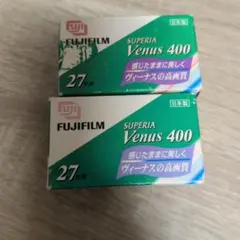 FUJI
日本製
FUJIFILM
SUPERIA
Venus 400
感じたままに美しく
ヴィーナスの高画質
27
FUJI
日本製
FUJIFILM
SUPERIA
Venus 400
感じたままに美しく
ヴィーナスの高画質
27